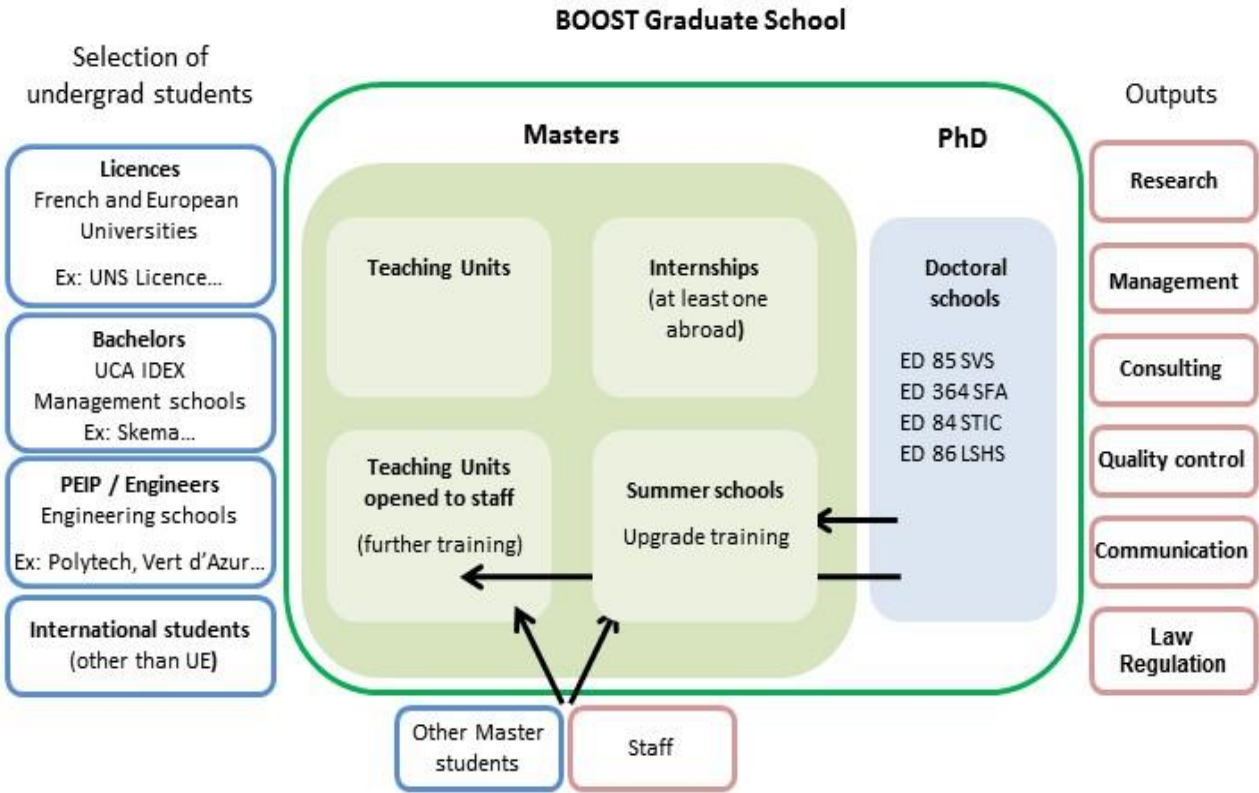 BOOST Graduate School
Selection of
undergrad students
Licences
French and European
Universities
Ex: UNS Licence...
Bachelors
UCA IDEX
Management schools
Ex: Skema...
PEIP / Engineers
Engineering schools
Ex: Polytech, Vert d’Azur...
International students
(other than UE)
Masters
Teaching Units
Internships
(at least one
abroad)
Teaching Units
opened to staff
(further training)
Summer schools
Upgrade training
PhD
Doctoral
schools
ED 85 SVS
ED 364 SFA
ED 84 STIC
ED 86 LSHS
Other Master
students
Staff
Outputs
Research
Management
Consulting
Quality control
Communication
Law
Regulation